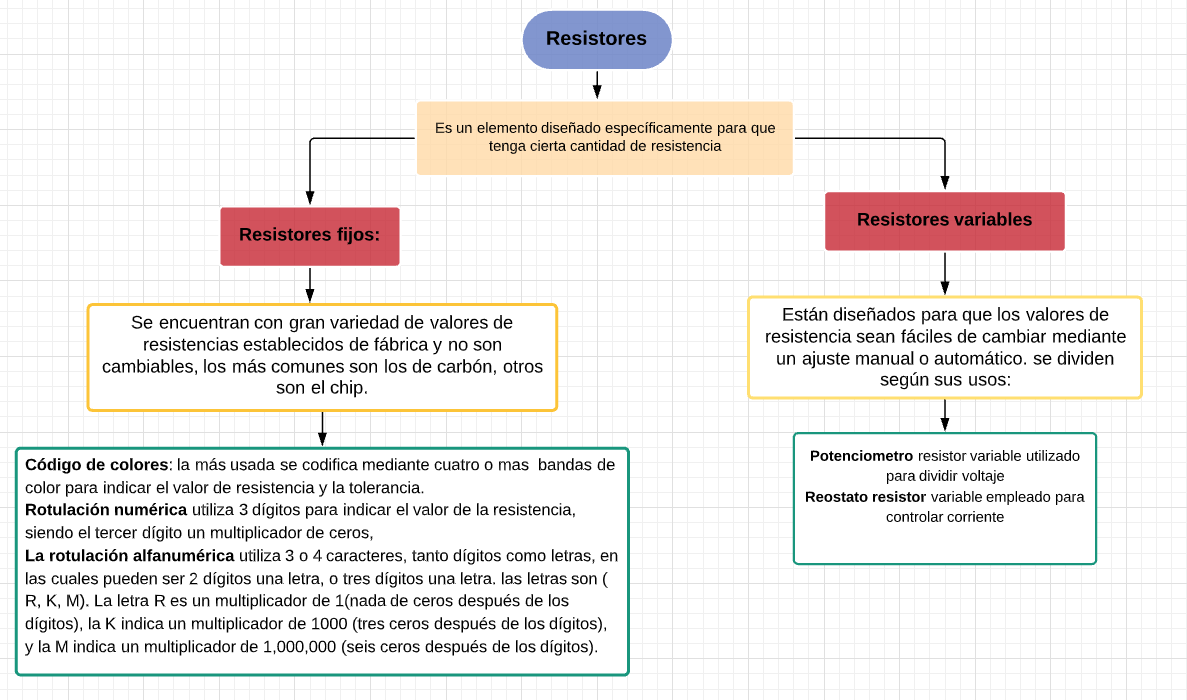 Resistores
Es un elemento diseñado específicamente para que
tenga cierta cantidad de resistencia
Resistores fijos:
Se encuentran con gran variedad de valores de
resistencias establecidos de fábrica y no son
cambiables, los más comunes son los de carbón, otros
son el chip.
Código de colores: la más usada se codifica mediante cuatro o mas bandas de
color para indicar el valor de resistencia y la tolerancia.
Rotulación numérica utiliza 3 dígitos para indicar el valor de la resistencia,
siendo el tercer dígito un multiplicador de ceros,
La rotulación alfanumérica utiliza 3 o 4 caracteres, tanto dígitos como letras, en
las cuales pueden ser 2 dígitos una letra, o tres dígitos una letra. las letras son (
R, K, M). La letra R es un multiplicador de 1(nada de ceros después de los
dígitos), la K indica un multiplicador de 1000 (tres ceros después de los dígitos),
y la M indica un multiplicador de 1,000,000 (seis ceros después de los dígitos).
Resistores variables
Están diseñados para que los valores de
resistencia sean fáciles de cambiar mediante
un ajuste manual o automático. se dividen
según sus usos:
Potenciometro resistor variable utilizado
para dividir voltaje
Reostato resistor variable empleado para
controlar corriente